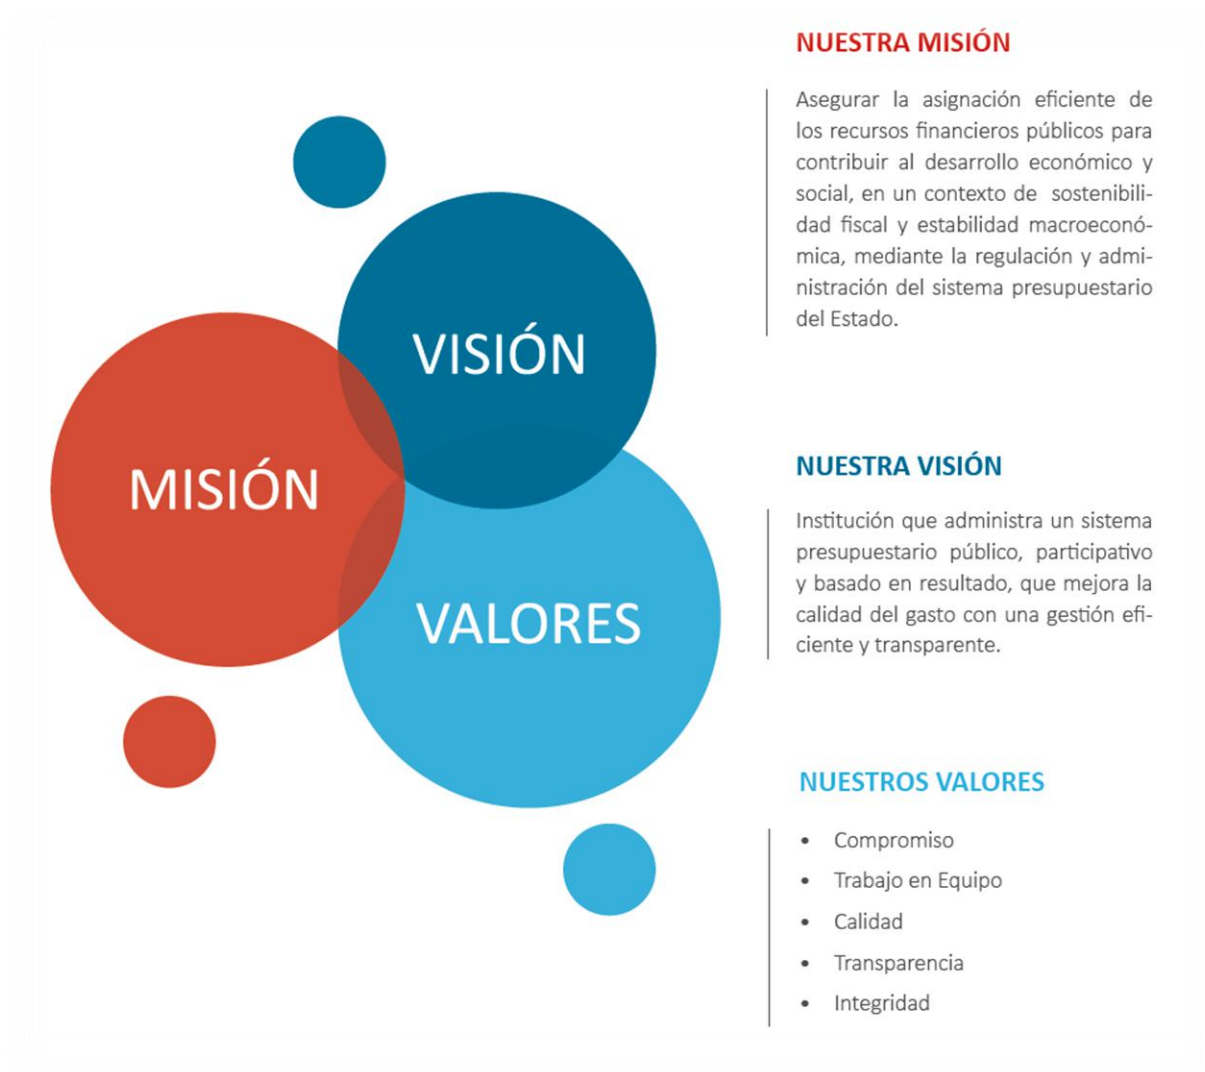 NUESTRA MISIÓN
Asegurar la asignación eficiente de
los recursos financieros públicos para
contribuir al desarrollo económico y
social, en un contexto de sostenibili-
dad fiscal y estabilidad macroeconó-
mica, mediante la regulación y admi-
nistración del sistema presupuestario
del Estado.
VISIÓN
MISIÓN
VALORES
NUESTRA VISIÓN
Institución que administra un sistema
presupuestario público, participativo
y basado en resultado, que mejora la
calidad del gasto con una gestión efi-
ciente y transparente.
NUESTROS VALORES
• Compromiso
• Trabajo en Equipo
• Calidad
• Transparencia
• Integridad